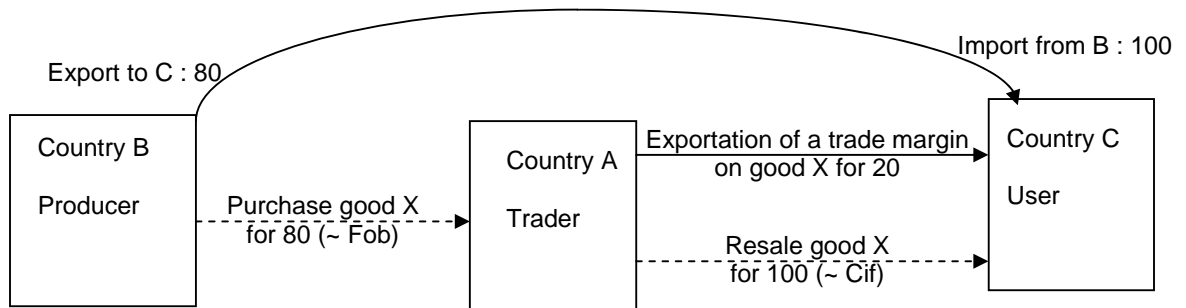 Import from B : 100
Export to C : 80
Country B
Producer
Purchase good X
for 80 (~ Fob)
Country A
Trader
Exportation of a trade margin
on good X for 20
Resale good X
for 100 (~ Cif)
Country C
User